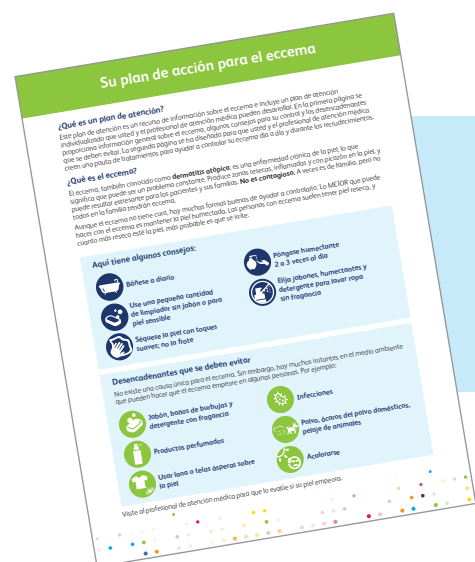 Su plan de acción para el eccema
¿Qué es un plan de atención?
Este plan de atención es un recurso de información sobre el eccema e incluye un plan de atención
individualizado que usted y el profesional de atención médica pueden desarrollar. En la primera página se
proporciona información general sobre el eccema, algunos consejos para su control y los desencadenantes
que se deben evitar. La segunda página se ha diseñado para que usted y el profesional de atención médica
creen una pauta de tratamientos para ayudar a controlar su eccema día a día y durante los recrudecimientos.
¿Qué es el eccema?
El eccema, también conocido como dermatitis atópica, es una enfermedad crónica de la piel, lo que
significa que puede ser un problema constante. Produce zonas resecas, inflamadas y con picazón en la piel, y
puede resultar estresante para los pacientes y sus familias. No es contagioso. A veces es de familia, pero no
todos en la familia tendrán eccema.
Aunque el eccema no tiene cura, hay muchas formas buenas de ayudar a controlarlo. Lo MEJOR que puede
hacer con el eccema es mantener la piel humectada. Las personas con eccema suelen tener piel reseca, y
cuanto más reseca esté la piel, más probable es que se irrite.
Aquí tiene algunos consejos:
Báñese a diario
Use una pequeña cantidad
de limpiador sin jabón o para
piel sensible
Séquese la piel con toques
suaves; no la frote
Póngase humectante
2 a 3 veces al día
Elija jabones, humectantes y
detergente para lavar ropa
sin fragancia
Desencadenantes que se deben evitar
No existe una causa única para el eccema. Sin embargo, hay muchos instantes en el medio ambiente
que pueden hacer que el eccema empeore en algunas personas. Por ejemplo:
Jabón, baños de burbujas y
detergente con fragancia
Productos perfumados
Usar lana o telas ásperas sobre
la piel
Infecciones
Polvo, ácaros del polvo domésticos,
pelaje de animales
Acalorarse
Visite al profesional de atención médica para que lo evalúe si su piel empeora.